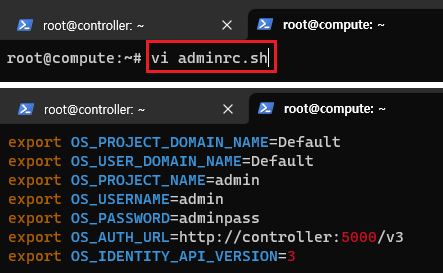 root@controller: ~
root@compute: ~
root@compute:~# vi adminrc.sh
root@controller: ~
root@compute: ~
export OS_PROJECT_DOMAIN_NAME=Default
export OS_USER_DOMAIN_NAME=Default
export OS_PROJECT_NAME=admin
export OS_USERNAME=admin
export OS_PASSWORD=adminpass
export OS_AUTH_URL=http://controller:5000/v3
export OS_IDENTITY_API_VERSION=3